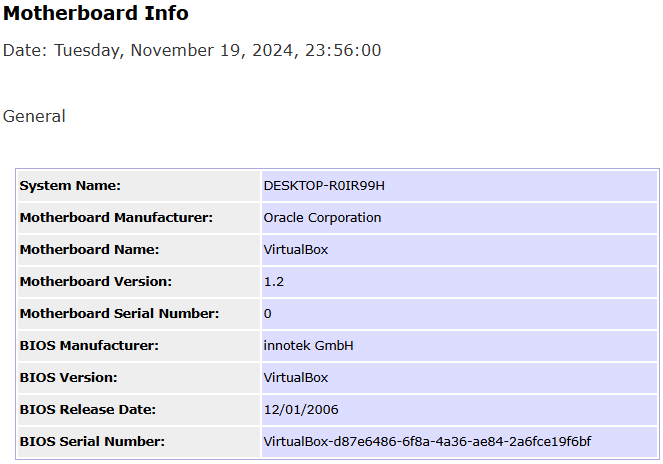 Motherboard Info
Date: Tuesday, November 19, 2024, 23:56:00
General
System Name: DESKTOP-R0IR99H
Motherboard Manufacturer: Oracle Corporation
Motherboard Name: VirtualBox
Motherboard Version: 1.2
Motherboard Serial Number: 0
BIOS Manufacturer: innotek GmbH
BIOS Version: VirtualBox
BIOS Release Date: 12/01/2006
BIOS Serial Number: VirtualBox-d87e6486-6f8a-4a36-ae84-2a6fce19f6bf